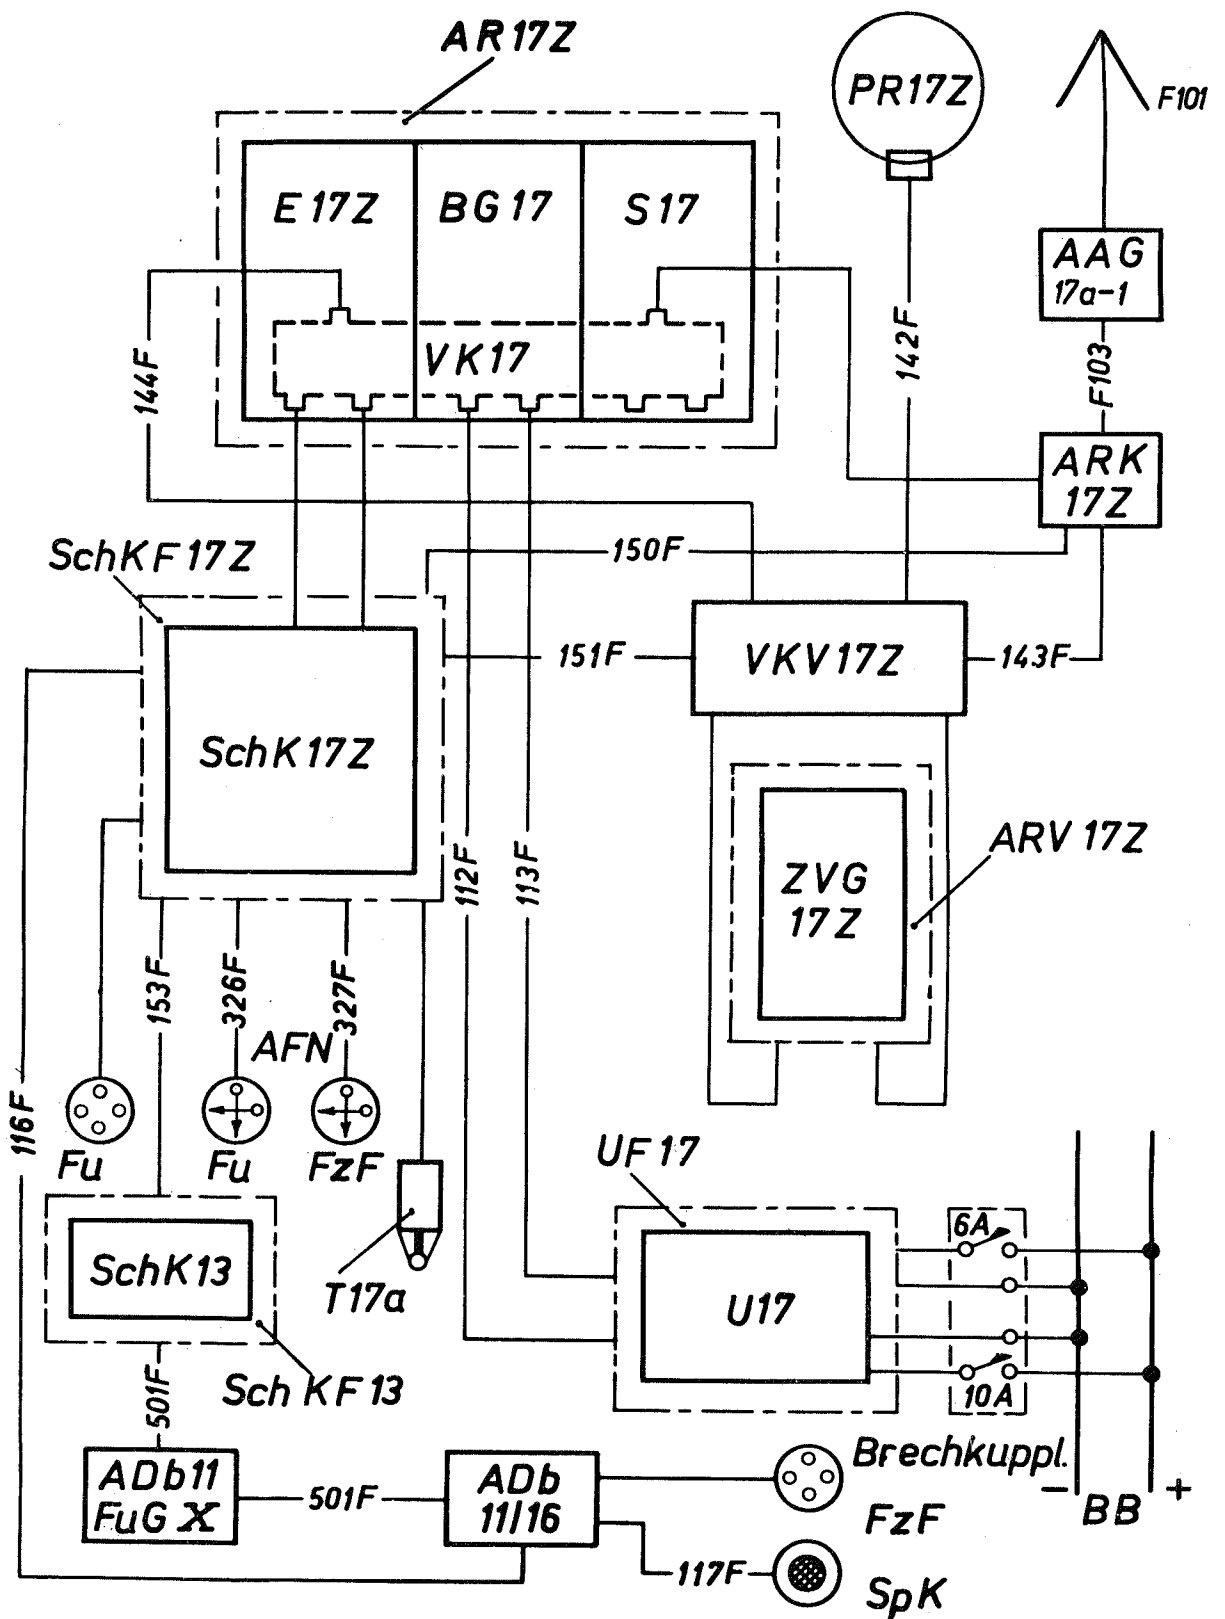 AR17Z
PR17Z
F101
E17Z
BG17
S17
AAG
17a-1
VK17
144F
142F
F103
ARK
17Z
SchKF17Z
150F
151F
VKV17Z
143F
SchK17Z
112F
113F
ARV 17Z
ZVG
17Z
153F
326F
327F
AFN
116F
Fu
Fu
FzF
UF17
6A
SchK13
T17a
U17
Sch KF13
10A
501F
ADb11
FuG X
501F
ADb
11/16
Brechkuppl.
FzF
- BB +
117F
SpK